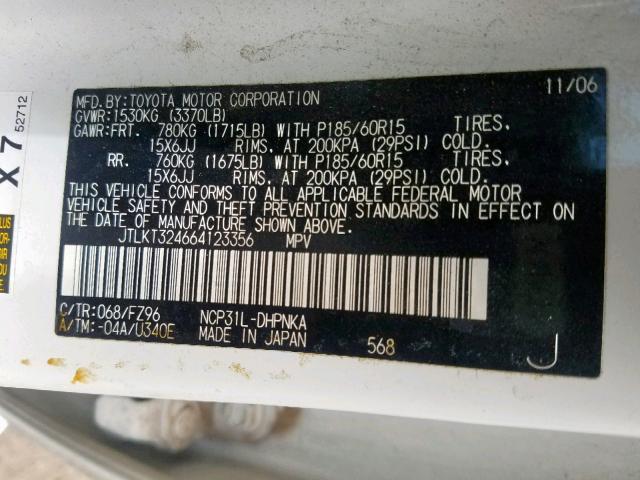 11/06
MFD. BY: TOYOTA MOTOR CORPORATION
GVWR: 1530KG (3370LB)
GAWR: FRT. 780KG (1715LB) WITH P185/60R15 TIRES.
15X6JJ RIMS. AT 200KPA (29PSI) COLD.
RR. 760KG (1675LB) WITH P185/60R15 TIRES.
15X6JJ RIMS. AT 200KPA (29PSI) COLD.
THIS VEHICLE CONFORMS TO ALL APPLICABLE FEDERAL MOTOR
VEHICLE SAFETY AND THEFT PREVENTION STANDARDS IN EFFECT ON
THE DATE OF MANUFACTURE SHOWN ABOVE.
JTLKT324664123356 MPV
C/TR: 068/FZ96 NCP31L-DHPNKA
A/TM: -04A/U340E MADE IN JAPAN 568 J
X 7
52712